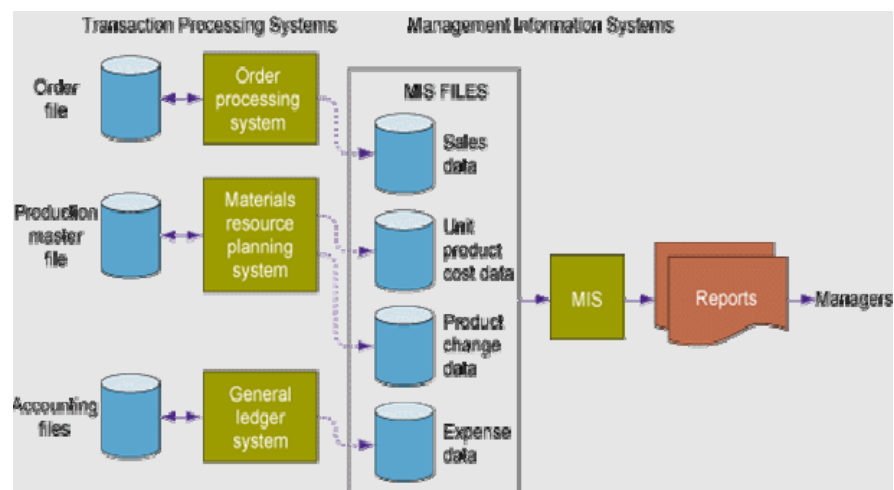 Transaction Processing Systems
Management Information Systems
Order
file
Order
processing
system
MIS FILES
Sales
data
Production
master
file
Materials
resource
planning
system
Unit
product
cost data
MIS
Reports
Managers
Product
change
data
Accounting
files
General
ledger
system
Expense
data